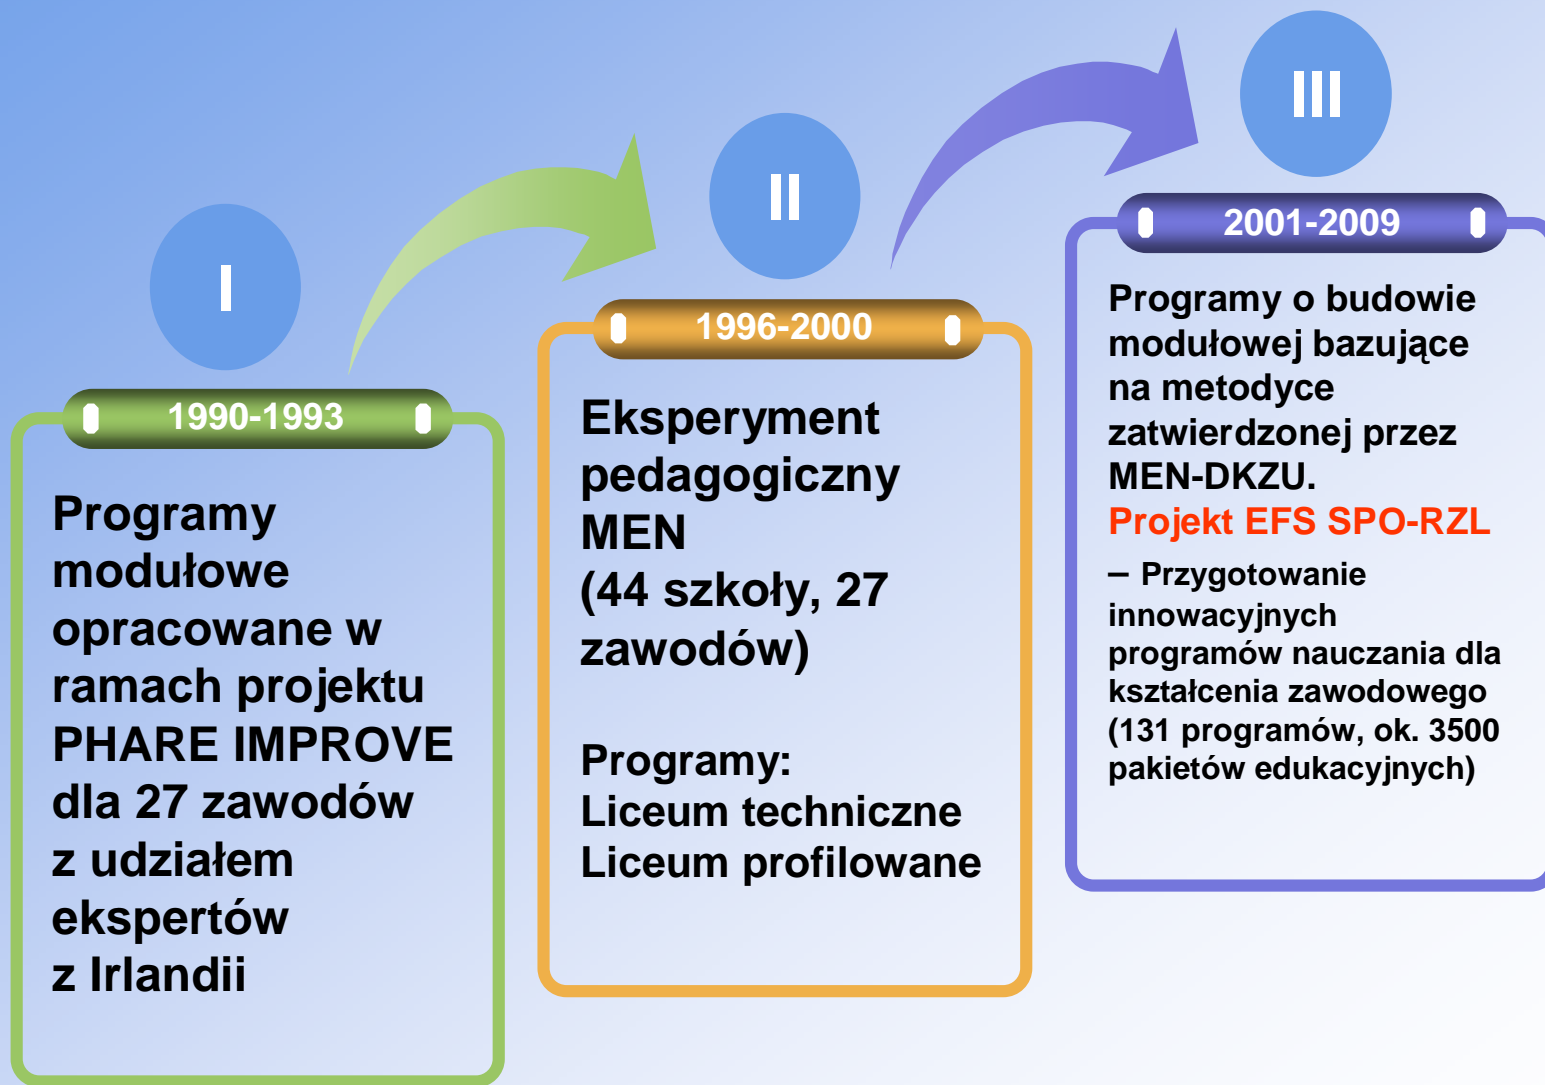 I
1990-1993
Programy
modułowe
opracowane w
ramach projektu
PHARE IMPROVE
dla 27 zawodów
z udziałem
ekspertów
z Irlandii
II
1996-2000
Eksperyment
pedagogiczny
MEN
(44 szkoły, 27
zawodów)
Programy:
Liceum techniczne
Liceum profilowane
III
2001-2009
Programy o budowie
modułowej bazujące
na metodyce
zatwierdzonej przez
MEN-DKZU.
Projekt EFS SPO-RZL
– Przygotowanie
innowacyjnych
programów nauczania dla
kształcenia zawodowego
(131 programów, ok. 3500
pakietów edukacyjnych)